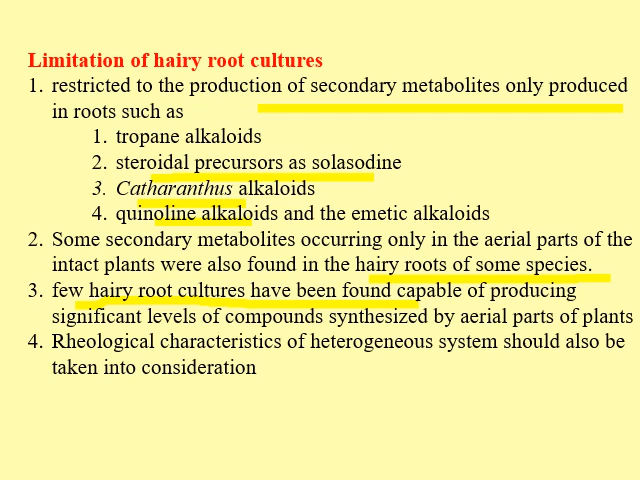 Limitation of hairy root cultures
1. restricted to the production of secondary metabolites only produced
in roots such as
1. tropane alkaloids
2. steroidal precursors as solasodine
3. Catharanthus alkaloids
4. quinoline alkaloids and the emetic alkaloids
2. Some secondary metabolites occurring only in the aerial parts of the
intact plants were also found in the hairy roots of some species.
3. few hairy root cultures have been found capable of producing
significant levels of compounds synthesized by aerial parts of plants
4. Rheological characteristics of heterogeneous system should also be
taken into consideration